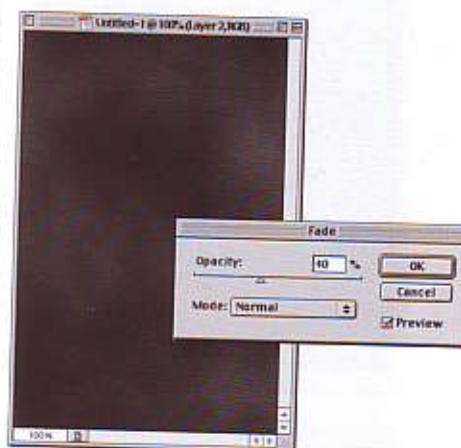 Untitled-1 @ 100% (Layer 2,RGB)
Fade
Opacity: 40 %
OK
Cancel
Mode: Normal
Preview
100%